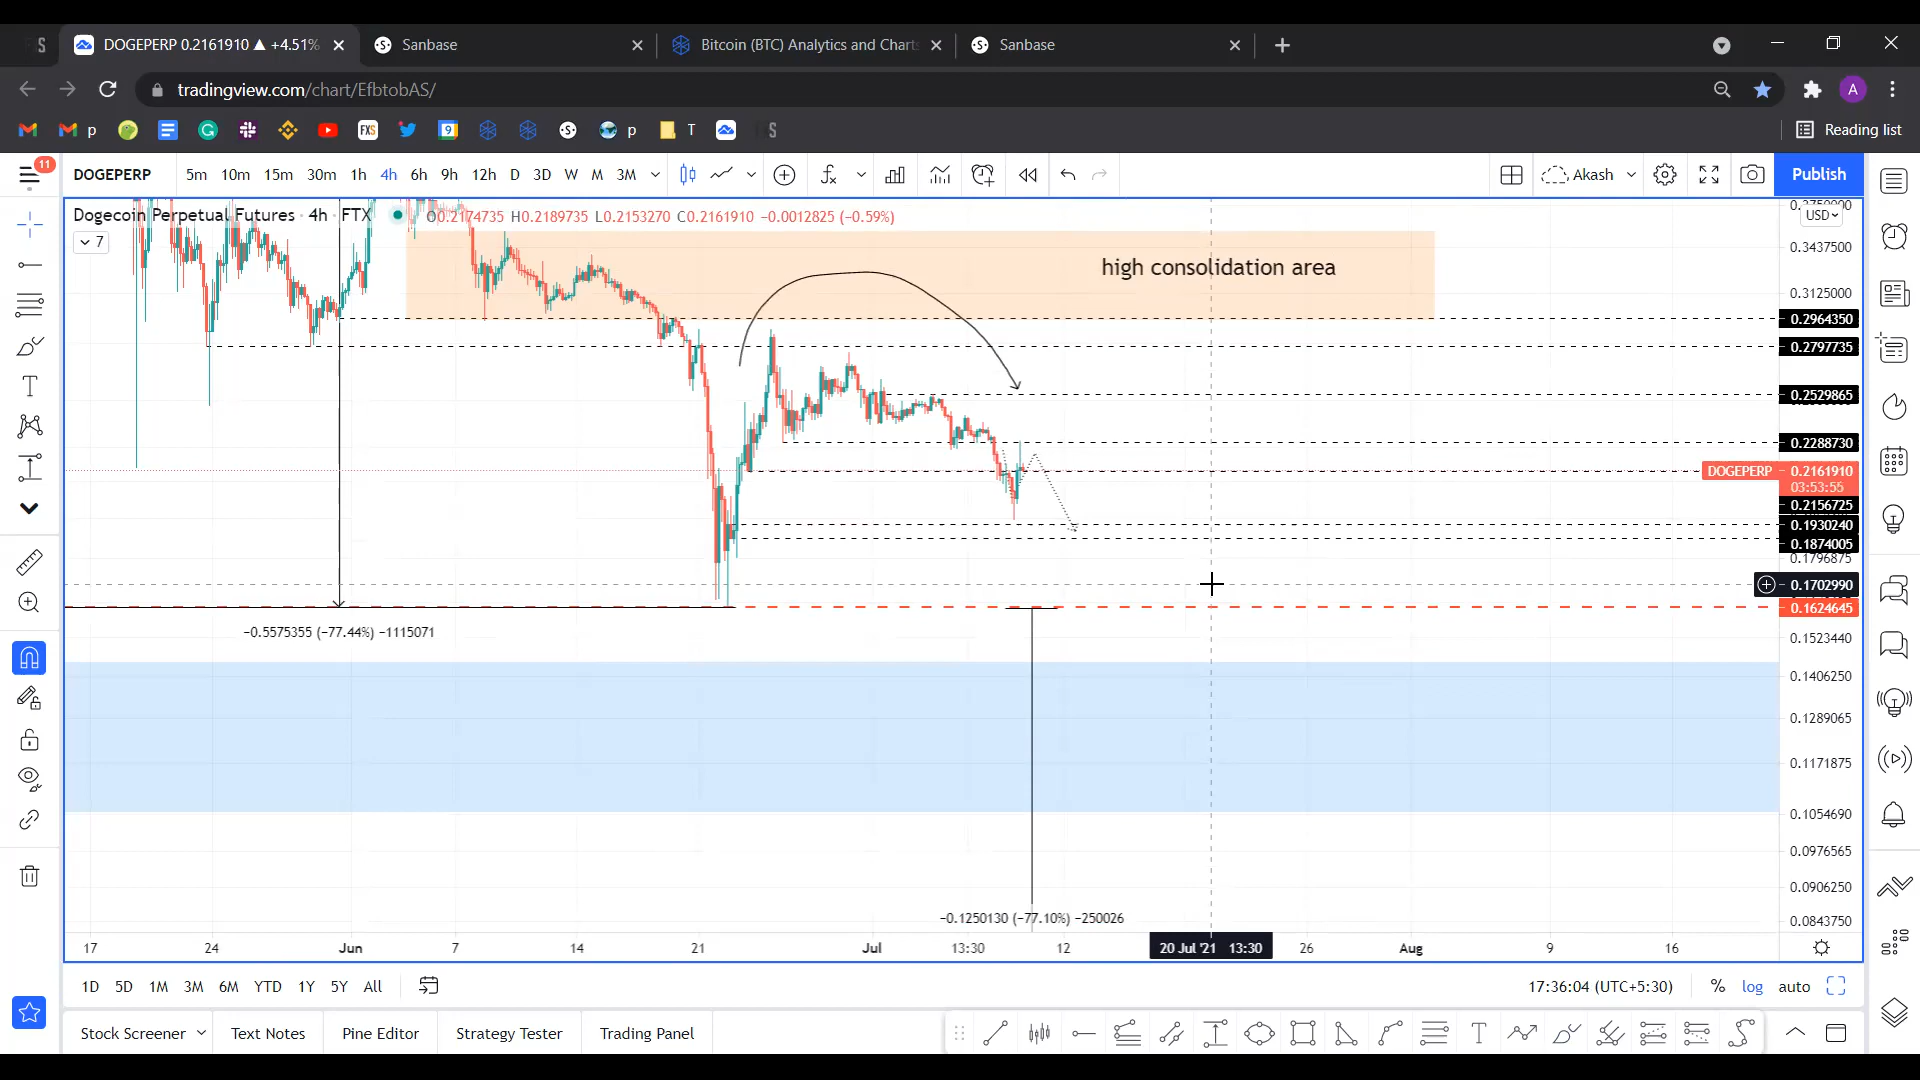 DOGEPERP 0.2161910 ▲ +4.51%
Sanbase
Bitcoin (BTC) Analytics and Chart
Sanbase
tradingview.com/chart/EfbtobAS/
A
p
FXS
9
p
T
Reading list
11
DOGEPERP
5m 10m 15m 30m 1h 4h 6h 9h 12h D 3D W M 3M
Akash
Publish
Dogecoin Perpetual Futures · 4h · FTX
O0.2174735 H0.2189735 L0.2153270 C0.2161910 −0.0012825 (−0.59%)
7
USD
high consolidation area
0.3437500
0.3125000
0.2964350
0.2797735
0.2529865
0.2288730
DOGEPERP 0.2161910
03:53:55
0.2156725
0.1930240
0.1874005
0.1796875
0.1702990
0.1624645
−0.5575355 (−77.44%) −1115071
0.1523440
0.1406250
0.1289065
0.1171875
0.1054690
0.0976565
0.0906250
−0.1250130 (−77.10%) −250026
0.0843750
17 24 Jun 7 14 21 Jul 13:30 12 20 Jul '21 13:30 26 Aug 9 16
1D 5D 1M 3M 6M YTD 1Y 5Y All
17:36:04 (UTC+5:30) % log auto
Stock Screener Text Notes Pine Editor Strategy Tester Trading Panel